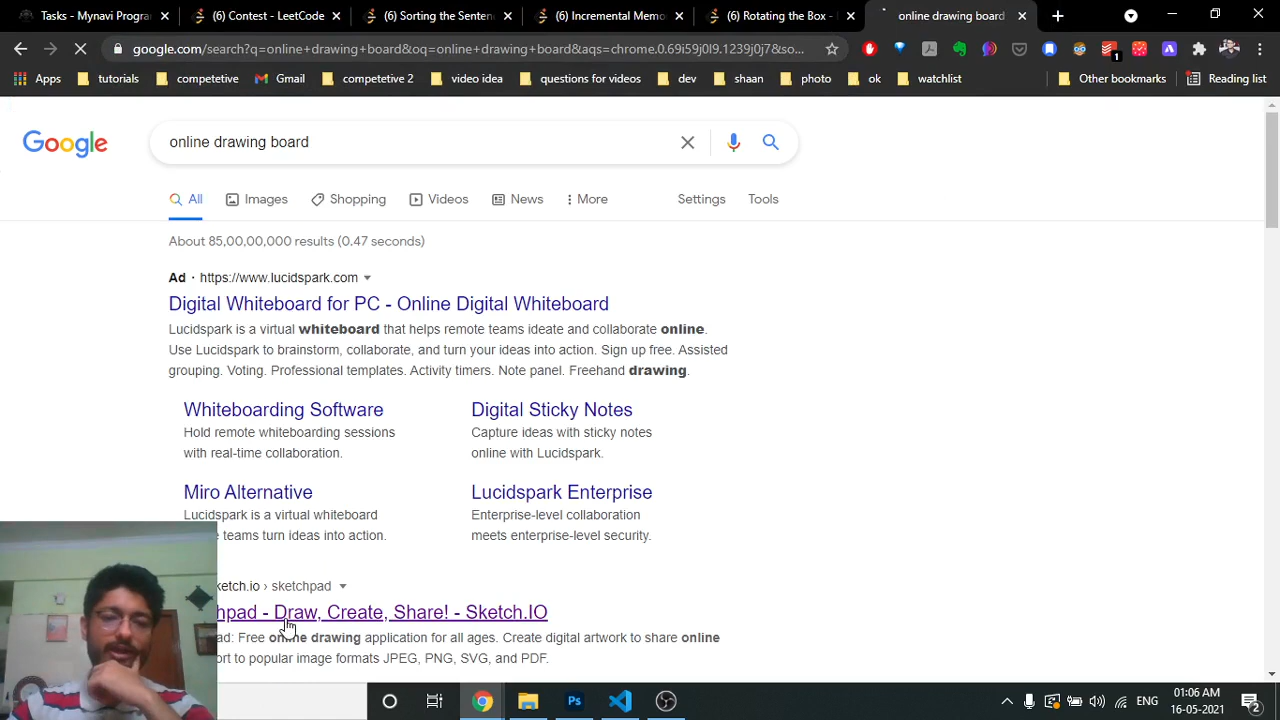 Tasks - Mynavi Progran
(6) Contest - LeetCode
(6) Sorting the Sentenc
(6) Incremental Memo
(6) Rotating the Box -
online drawing board
google.com/search?q=online+drawing+board&oq=online+drawing+board&aqs=chrome.0.69i59j0l9.1239j0j7&so...
1
Apps
tutorials
competetive
Gmail
competetive 2
video idea
questions for videos
dev
shaan
photo
ok
watchlist
Other bookmarks
Reading list
Google
online drawing board
All
Images
Shopping
Videos
News
More
Settings
Tools
About 85,00,00,000 results (0.47 seconds)
Ad · https://www.lucidspark.com
Digital Whiteboard for PC - Online Digital Whiteboard
Lucidspark is a virtual whiteboard that helps remote teams ideate and collaborate online.
Use Lucidspark to brainstorm, collaborate, and turn your ideas into action. Sign up free. Assisted
grouping. Voting. Professional templates. Activity timers. Note panel. Freehand drawing.
Whiteboarding Software
Hold remote whiteboarding sessions
with real-time collaboration.
Digital Sticky Notes
Capture ideas with sticky notes
online with Lucidspark.
Miro Alternative
Lucidspark is a virtual whiteboard
teams turn ideas into action.
Lucidspark Enterprise
Enterprise-level collaboration
meets enterprise-level security.
ketch.io › sketchpad
hpad - Draw, Create, Share! - Sketch.IO
ad: Free online drawing application for all ages. Create digital artwork to share online
ort to popular image formats JPEG, PNG, SVG, and PDF.
ENG
01:06 AM
16-05-2021
2